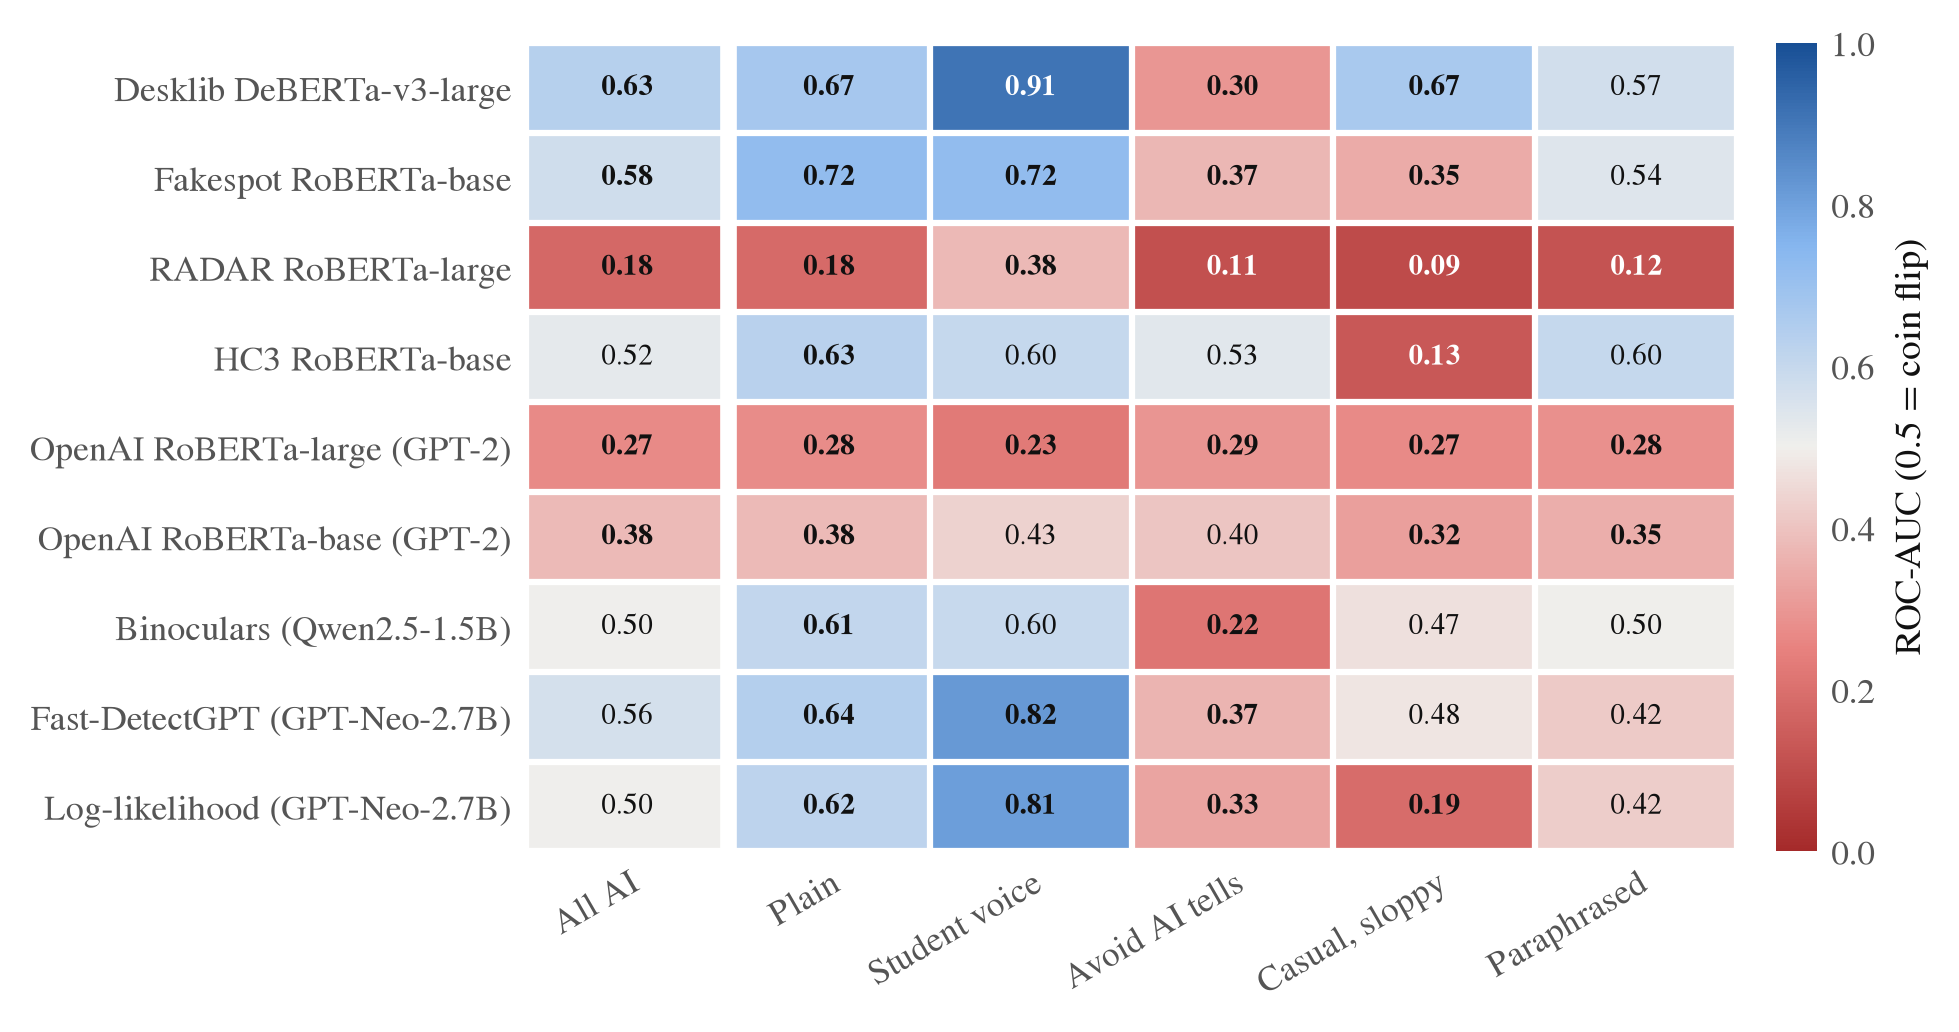 Desklib DeBERTa-v3-large 0.63 0.67 0.91 0.30 0.67 0.57
Fakespot RoBERTa-base 0.58 0.72 0.72 0.37 0.35 0.54
RADAR RoBERTa-large 0.18 0.18 0.38 0.11 0.09 0.12
HC3 RoBERTa-base 0.52 0.63 0.60 0.53 0.13 0.60
OpenAI RoBERTa-large (GPT-2) 0.27 0.28 0.23 0.29 0.27 0.28
OpenAI RoBERTa-base (GPT-2) 0.38 0.38 0.43 0.40 0.32 0.35
Binoculars (Qwen2.5-1.5B) 0.50 0.61 0.60 0.22 0.47 0.50
Fast-DetectGPT (GPT-Neo-2.7B) 0.56 0.64 0.82 0.37 0.48 0.42
Log-likelihood (GPT-Neo-2.7B) 0.50 0.62 0.81 0.33 0.19 0.42
All AI
Plain
Student voice
Avoid AI tells
Casual, sloppy
Paraphrased
1.0
0.8
0.6
0.4
0.2
0.0
ROC-AUC (0.5 = coin flip)